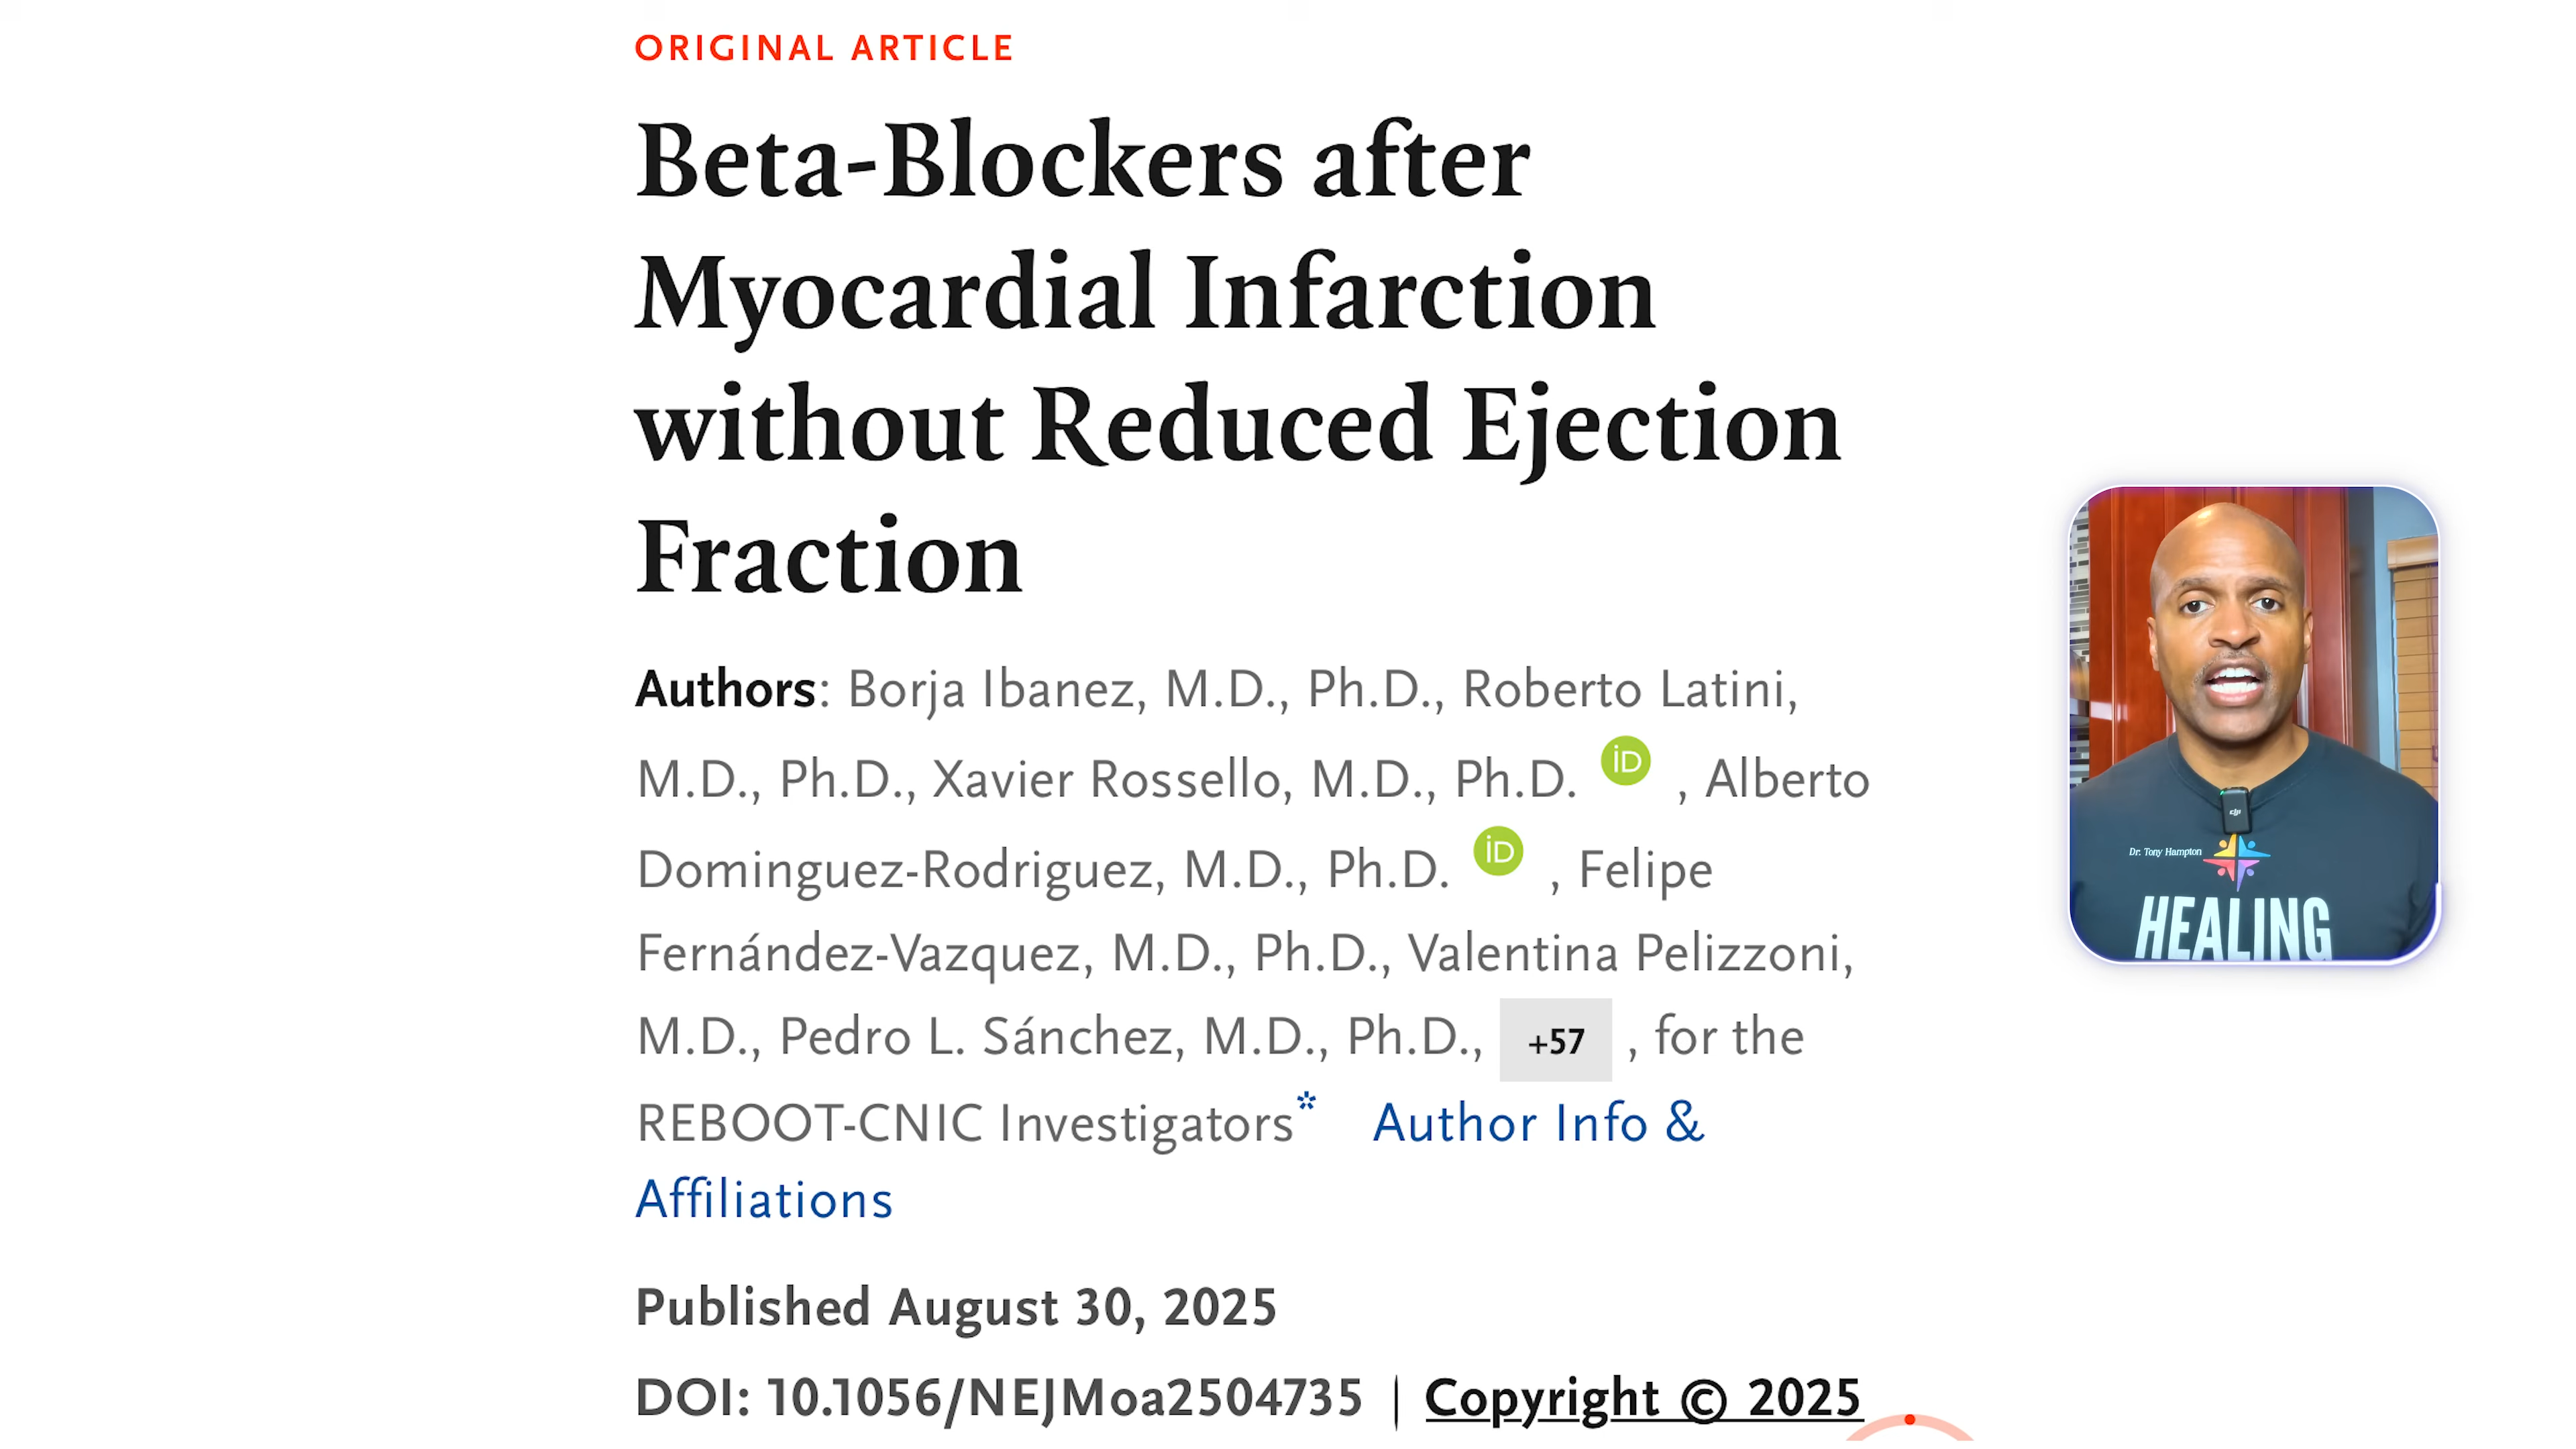 ORIGINAL ARTICLE
Beta-Blockers after
Myocardial Infarction
without Reduced Ejection
Fraction
Authors: Borja Ibanez, M.D., Ph.D., Roberto Latini,
M.D., Ph.D., Xavier Rossello, M.D., Ph.D. iD , Alberto
Dominguez-Rodriguez, M.D., Ph.D. iD , Felipe
Fernández-Vazquez, M.D., Ph.D., Valentina Pelizzoni,
M.D., Pedro L. Sánchez, M.D., Ph.D., +57 , for the
REBOOT-CNIC Investigators* Author Info &
Affiliations
Published August 30, 2025
DOI: 10.1056/NEJMoa2504735 | Copyright © 2025
dji
Dr. Tony Hampton
HEALING